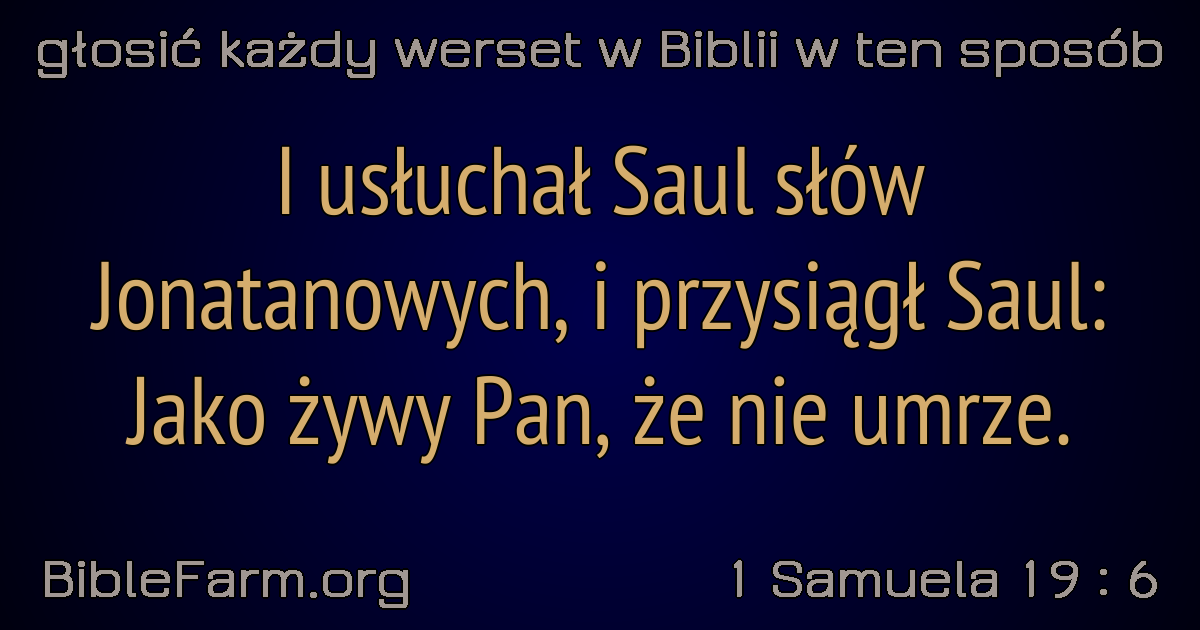 głosić każdy werset w Biblii w ten sposób
I usłuchał Saul słów
Jonatanowych, i przysiągł Saul:
Jako żywy Pan, że nie umrze.
BibleFarm.org
1 Samuela 19 : 6